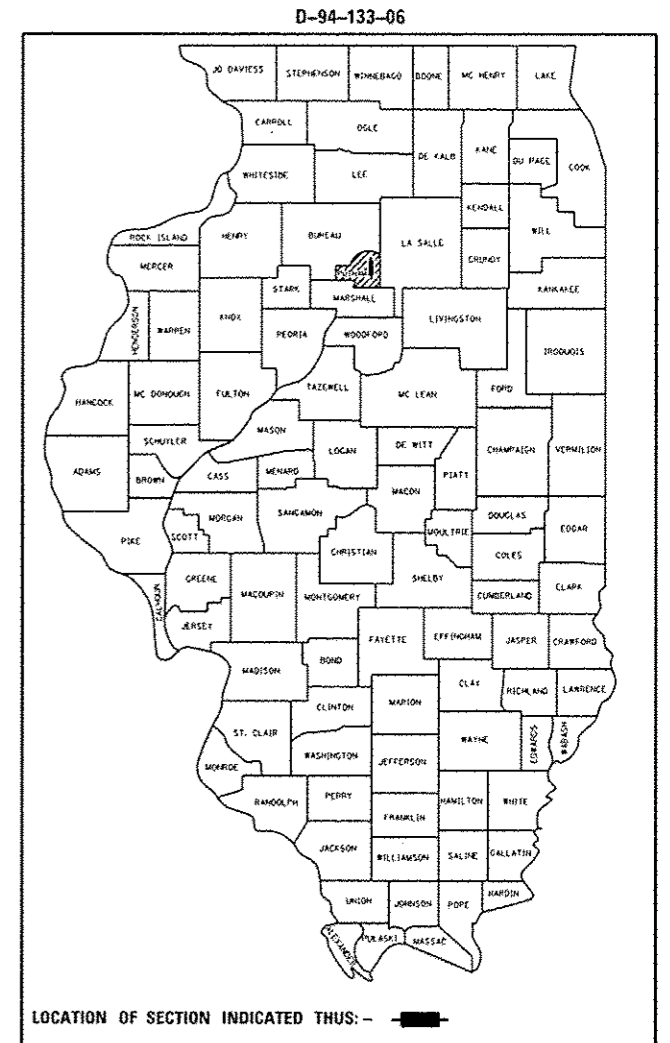 D-94-133-06
JO DAVIESS STEPHENSON WINNEBAGO BOONE MC HENRY LAKE
CARROLL OGLE DE KALB KANE DU PAGE COOK
WHITESIDE LEE KENDALL WILL
ROCK ISLAND HENRY BUREAU LA SALLE GRUNDY
MERCER PUTNAM KANKAKEE
HENDERSON WARREN KNOX STARK MARSHALL LIVINGSTON
PEORIA WOODFORD IROQUOIS
HANCOCK MC DONOUGH FULTON TAZEWELL MC LEAN FORD
SCHUYLER MASON LOGAN DE WITT CHAMPAIGN VERMILION
ADAMS BROWN CASS MENARD PIATT
MACON
PIKE SCOTT MORGAN SANGAMON CHRISTIAN MOULTRIE DOUGLAS EDGAR
COLES
CALHOUN GREENE MACOUPIN MONTGOMERY SHELBY CUMBERLAND CLARK
JERSEY FAYETTE EFFINGHAM JASPER CRAWFORD
MADISON BOND CLAY RICHLAND LAWRENCE
CLINTON MARION
ST. CLAIR WAYNE EDWARDS WABASH
MONROE WASHINGTON JEFFERSON
RANDOLPH PERRY HAMILTON WHITE
FRANKLIN
JACKSON WILLIAMSON SALINE GALLATIN
UNION JOHNSON POPE HARDIN
ALEXANDER PULASKI MASSAC
LOCATION OF SECTION INDICATED THUS:-